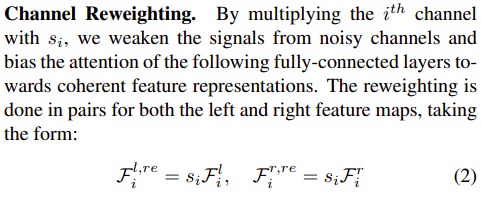 Channel Reweighting. By multiplying the i^{th} channel
with s_i, we weaken the signals from noisy channels and
bias the attention of the following fully-connected layers to-
wards coherent feature representations. The reweighting is
done in pairs for both the left and right feature maps, taking
the form:
\mathcal{F}_i^{l,re} = s_i\mathcal{F}_i^l, \mathcal{F}_i^{r,re} = s_i\mathcal{F}_i^r (2)